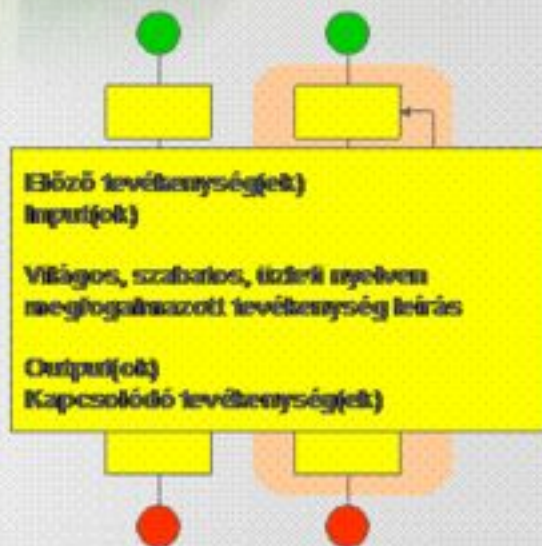 Előző tevékenység(ek)
Input(ok)
Világos, szabatos, üzleti nyelven
megfogalmazott tevékenység leírás
Output(ok)
Kapcsolódó tevékenység(ek)